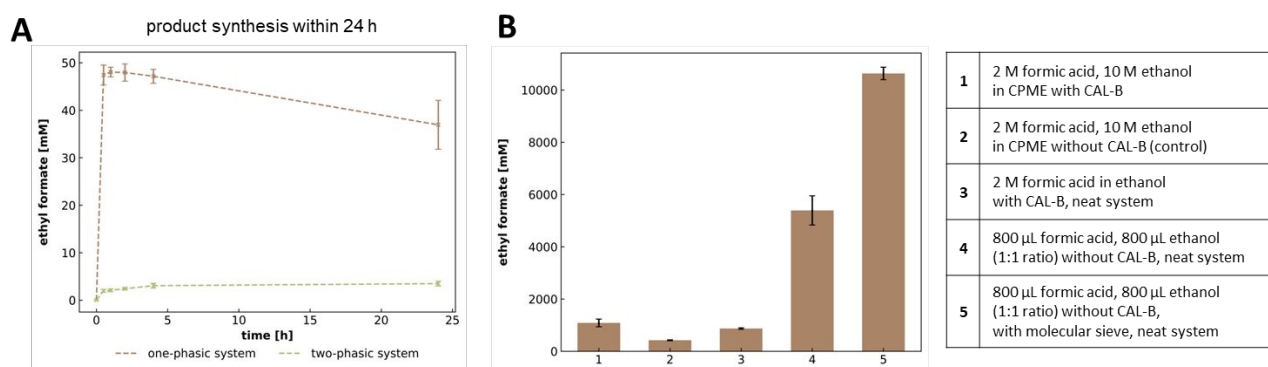 A
product synthesis within 24 h
ethyl formate [mM]
50
40
30
20
10
0
0 5 10 15 20 25
time [h]
one-phasic system two-phasic system
B
ethyl formate [mM]
10000
8000
6000
4000
2000
0
1 2 3 4 5
1
2 M formic acid, 10 M ethanol
in CPME with CAL-B
2
2 M formic acid, 10 M ethanol
in CPME without CAL-B (control)
3
2 M formic acid in ethanol
with CAL-B, neat system
4
800 µL formic acid, 800 µL ethanol
(1:1 ratio) without CAL-B, neat system
5
800 µL formic acid, 800 µL ethanol
(1:1 ratio) without CAL-B,
with molecular sieve, neat system